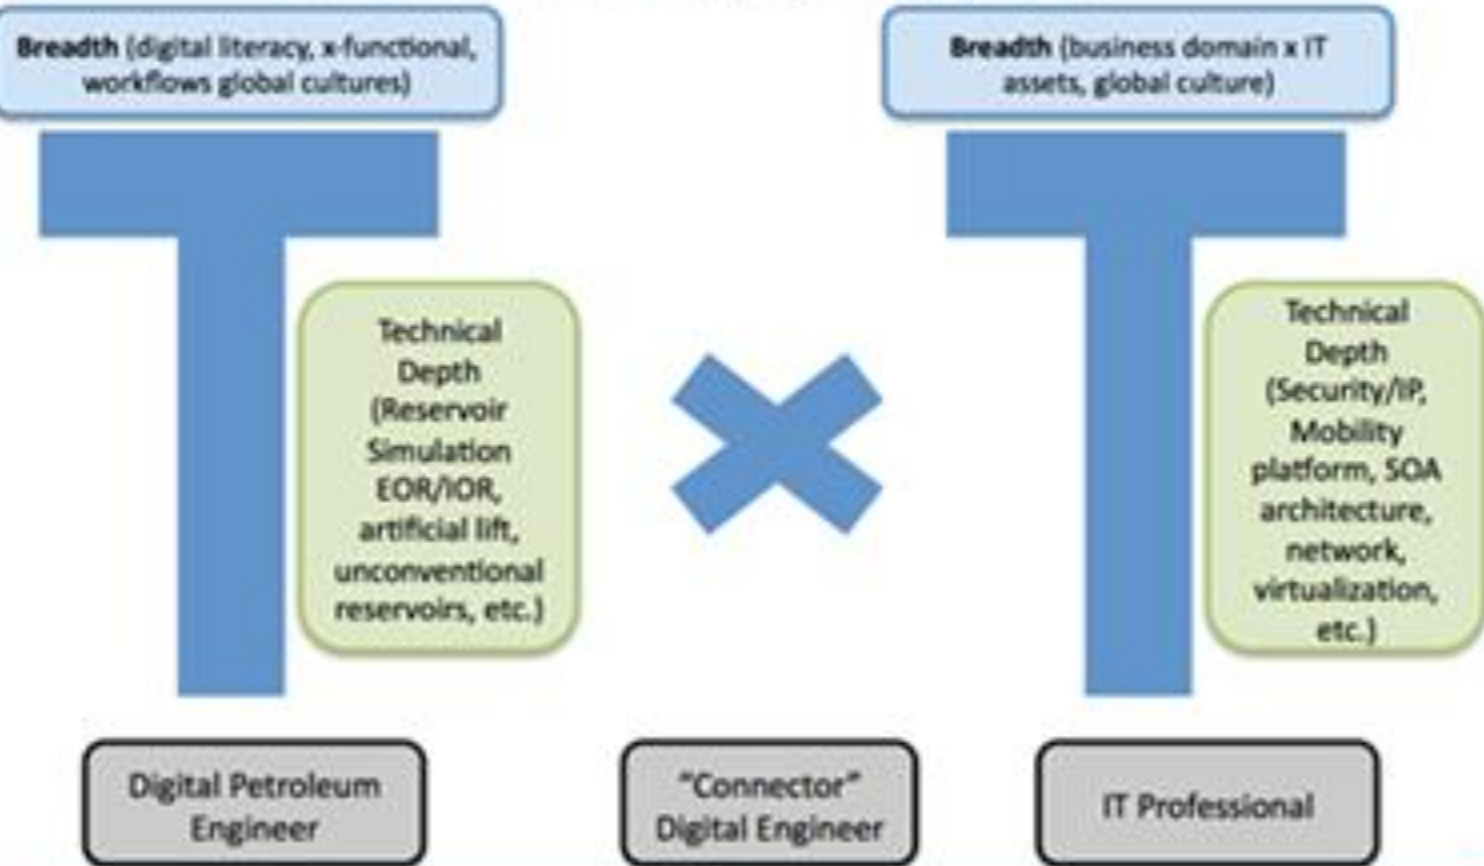 Breadth (digital literacy, x-functional,
workflows global cultures)
Breadth (business domain x IT
assets, global culture)
Technical
Depth
(Reservoir
Simulation
EOR/IOR,
artificial lift,
unconventional
reservoirs, etc.)
Technical
Depth
(Security/IP,
Mobility
platform, SOA
architecture,
network,
virtualization,
etc.)
Digital Petroleum
Engineer
“Connector”
Digital Engineer
IT Professional